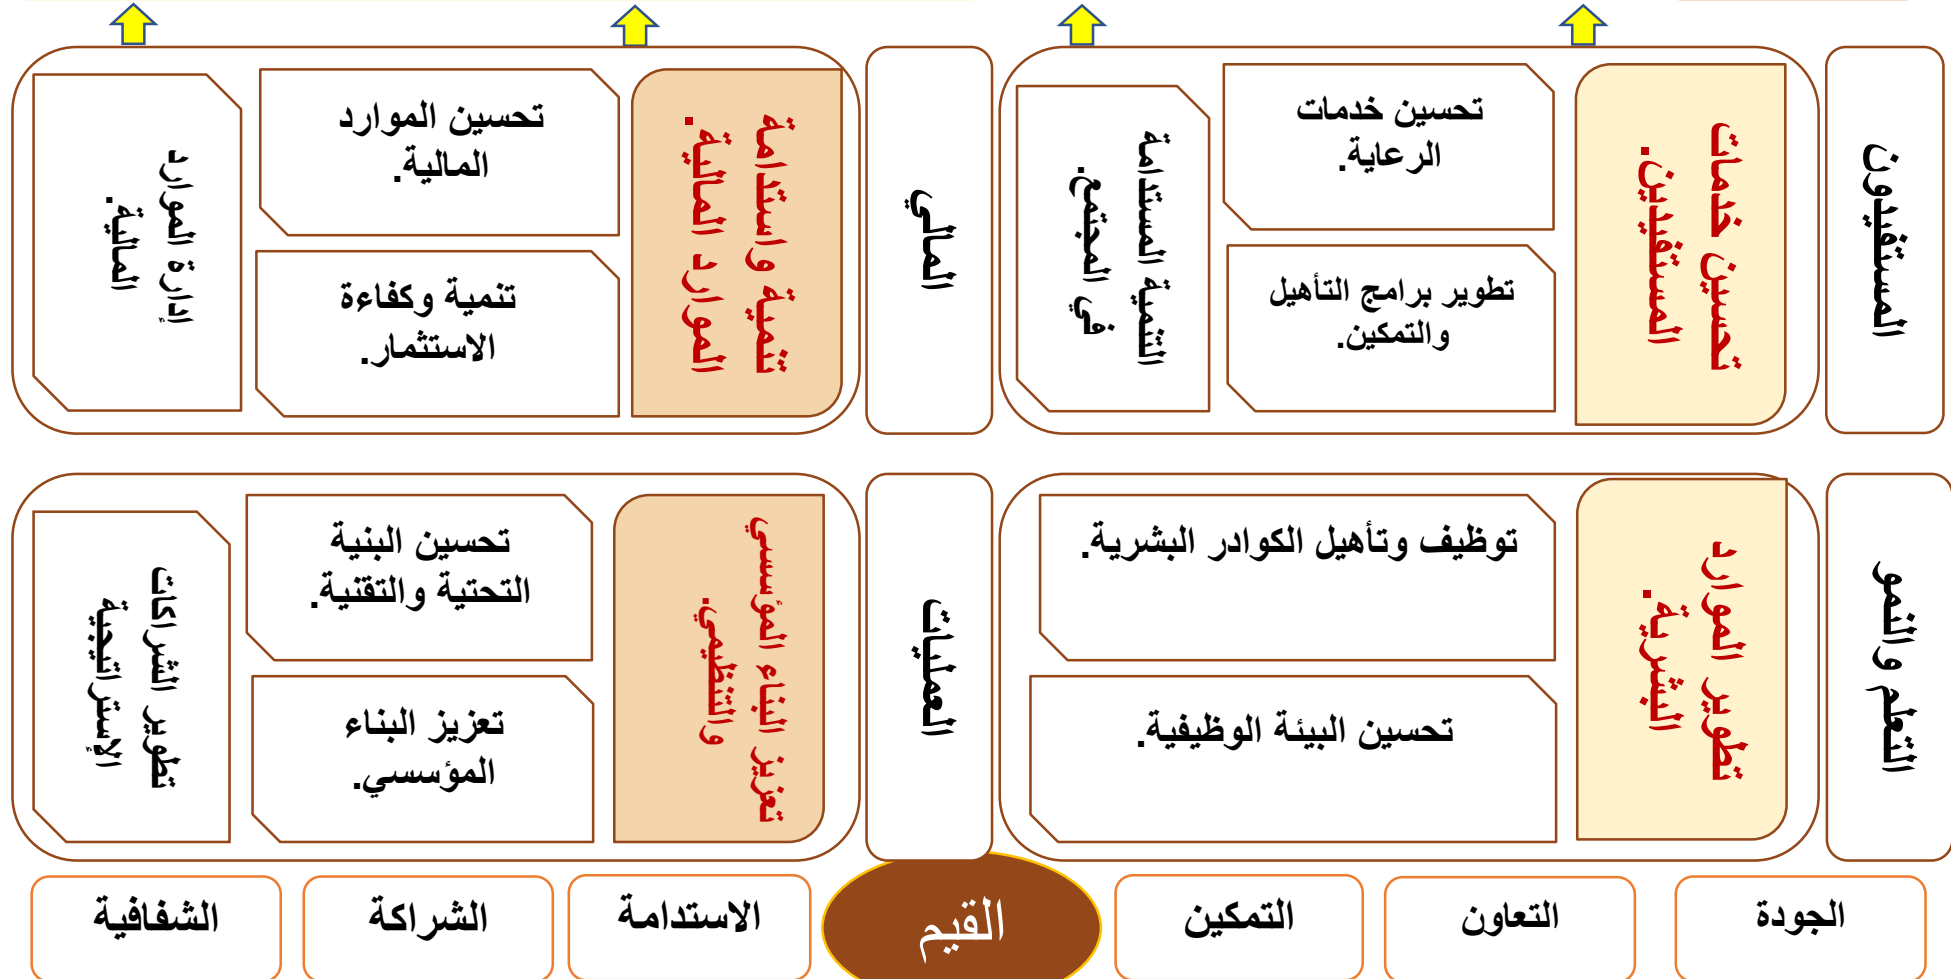 المستفيدون
تحسين خدمات
المستفيدين.
تحسين خدمات
الرعاية.
تطوير برامج التأهيل
والتمكين.
التنمية المستدامة
في المجتمع.
المالي
تنمية واستدامة
الموارد المالية.
تحسين الموارد
المالية.
تنمية وكفاءة
الاستثمار.
إدارة الموارد
المالية.
التعلم والنمو
تطوير الموارد
البشرية.
توظيف وتأهيل الكوادر البشرية.
تحسين البيئة الوظيفية.
العمليات
تعزيز البناء المؤسسي
والتنظيمي.
تحسين البنية
التحتية والتقنية.
تعزيز البناء
المؤسسي.
تطوير الشراكات
الإستراتيجية
الجودة
التعاون
التمكين
القيم
الاستدامة
الشراكة
الشفافية